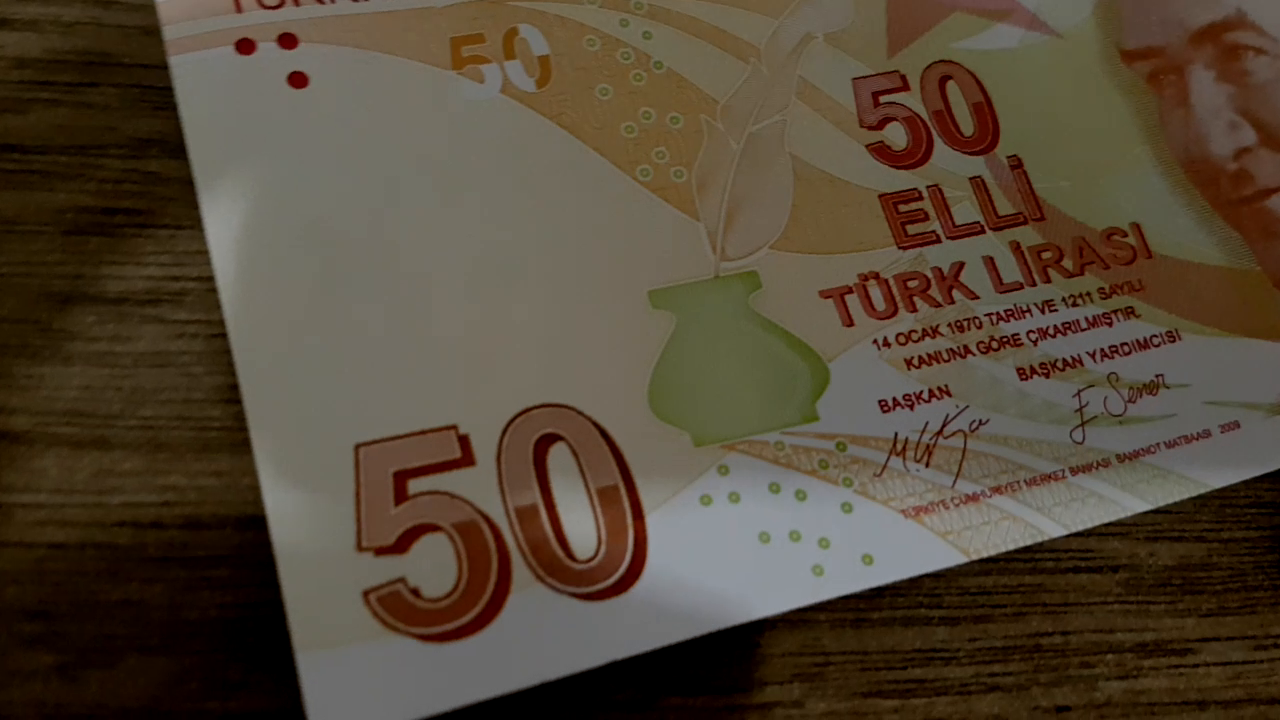 50
50
ELLİ
TÜRK LİRASI
14 OCAK 1970 TARİH VE 1211 SAYILI
KANUNA GÖRE ÇIKARILMIŞTIR.
BAŞKAN
BAŞKAN YARDIMCISI
E. Şener
TÜRKİYE CUMHURİYET MERKEZ BANKASI BANKNOT MATBAASI 2009
50